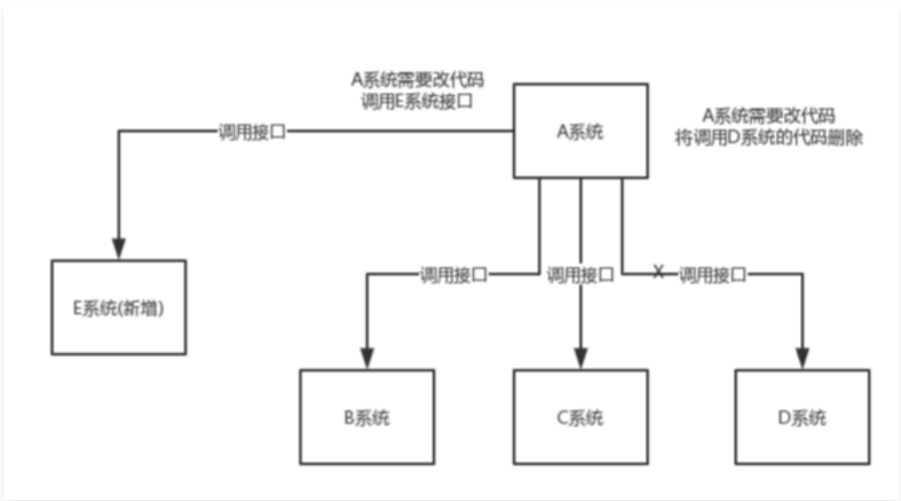 A系统需要改代码
调用E系统接口
A系统
A系统需要改代码
将调用D系统的代码删除
调用接口
调用接口
调用接口
X
调用接口
E系统(新增)
B系统
C系统
D系统